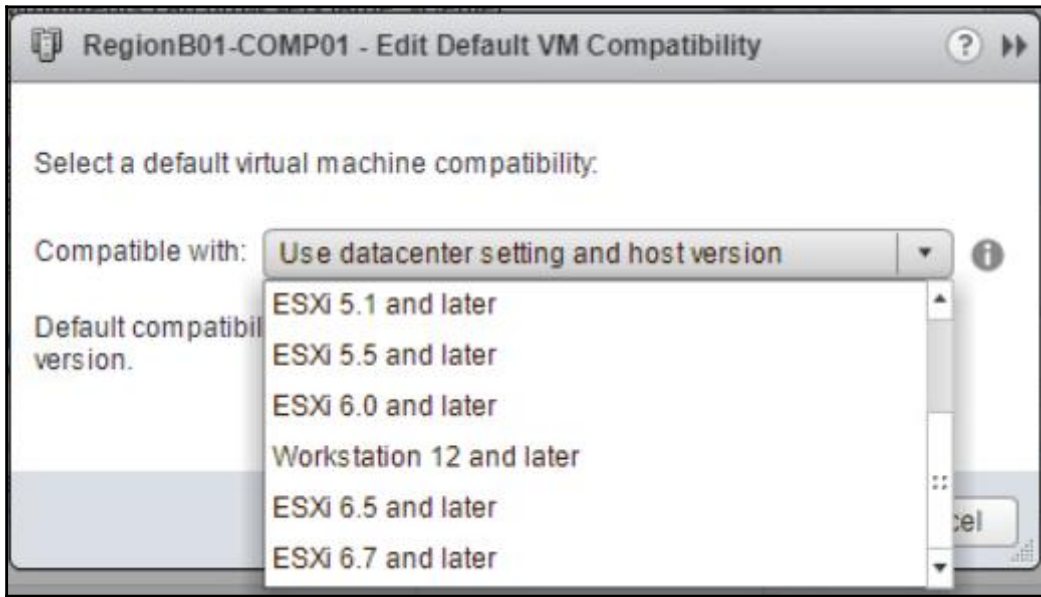 RegionB01-COMP01 - Edit Default VM Compatibility
?
Select a default virtual machine compatibility:
Compatible with: Use datacenter setting and host version
ESXi 5.1 and later
Default compatibil
ESXi 5.5 and later
version.
ESXi 6.0 and later
Workstation 12 and later
ESXi 6.5 and later
cel
ESXi 6.7 and later